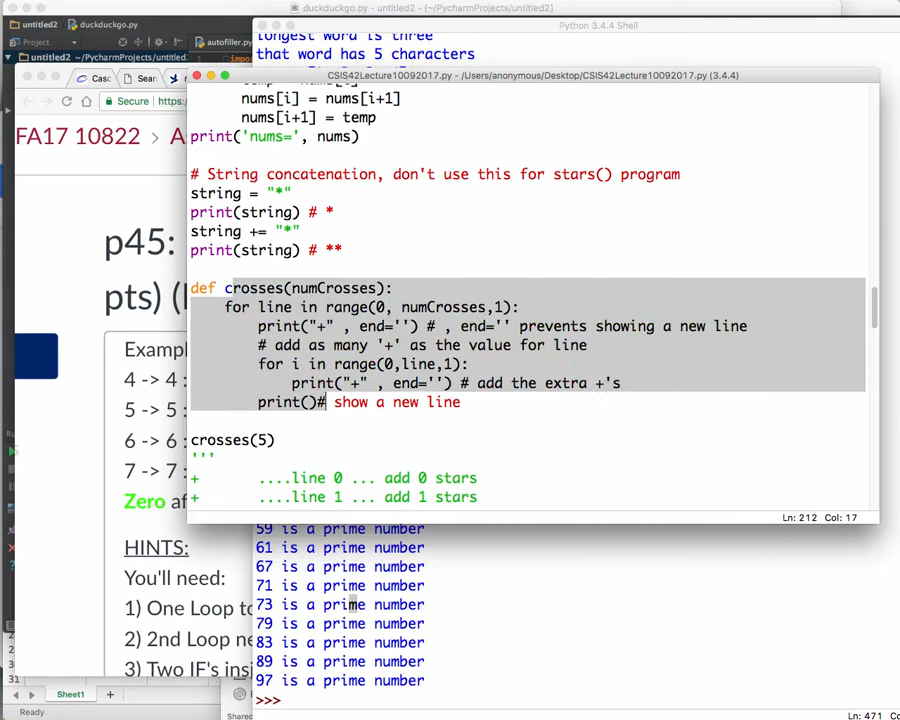 duckduckgo.py - untitled2 - [~/PycharmProjects/untitled2]
untitled2
duckduckgo.py
Python 3.4.4 Shell
Project
autofiller.py
longest word is three
that word has 5 characters
untitled2 ~/PycharmProjects/untitled
CSIS42Lecture10092017.py - /Users/anonymous/Desktop/CSIS42Lecture10092017.py (3.4.4)
Secure
https:
FA17 10822 > A
nums[i] = nums[i+1]
nums[i+1] = temp
print('nums=', nums)
# String concatenation, don't use this for stars() program
string = "*"
print(string) # *
string += "*"
print(string) # **
def crosses(numCrosses):
for line in range(0, numCrosses,1):
print("+" , end='') # , end='' prevents showing a new line
# add as many '+' as the value for line
for i in range(0,line,1):
print("+" , end='') # add the extra +'s
print()# show a new line
crosses(5)
'''
+ ....line 0 ... add 0 stars
+ ....line 1 ... add 1 stars
Ln: 212 Col: 17
p45:
pts) (
Examp
4 -> 4 :
5 -> 5 :
6 -> 6 :
7 -> 7 :
Zero af
HINTS:
You'll need:
1) One Loop to
2) 2nd Loop ne
3) Two IF's insi
59 is a prime number
61 is a prime number
67 is a prime number
71 is a prime number
73 is a prime number
79 is a prime number
83 is a prime number
89 is a prime number
97 is a prime number
>>>
31
Sheet1
Ready
Shared
Ln: 471 Col: